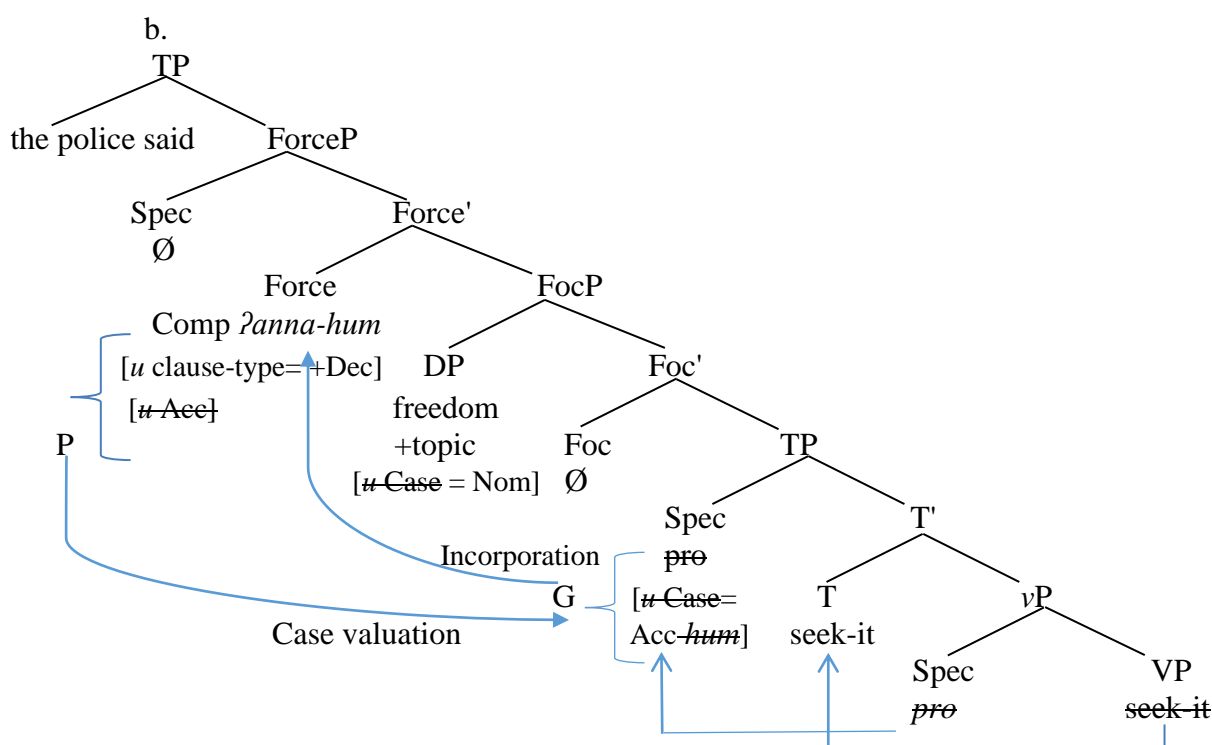 b.
TP
the police said ForceP
Spec Force'
Ø
Force FocP
Comp ʔanna-hum
[u clause-type= +Dec] DP Foc'
[u Acc] freedom
P +topic Foc TP
[u Case = Nom] Ø
Spec T'
Incorporation pro
G [u Case= T vP
Case valuation Acc-hum] seek-it
Spec VP
pro seek-it